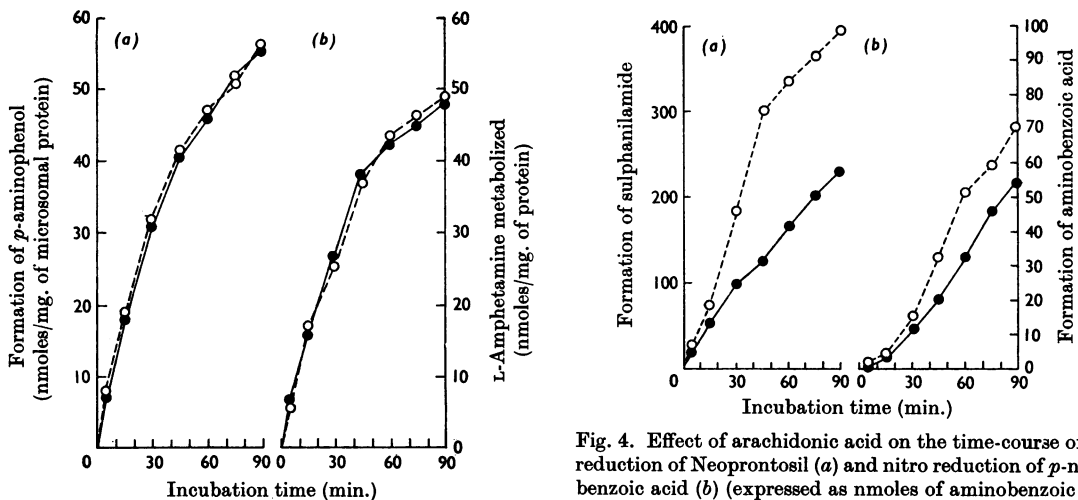 60
50
40
30
20
10
(a)
(b)
60
50
40
30
20
10
0
Formation of p-aminophenol
(nmoles/mg. of microsomal protein)
L-Amphetamine metabolized
(nmoles/mg. of protein)
0 30 60 90 0 30 60 90
Incubation time (min.)
400
300
200
100
(a)
(b)
100
90
80
70
60
50
40
30
20
10
0
Formation of sulphanilamide
Formation of aminobenzoic acid
0 30 60 90 0 30 60 90
Incubation time (min.)
Fig. 4. Effect of arachidonic acid on the time-course o
reduction of Neoprontosil (a) and nitro reduction of p-n
benzoic acid (b) (expressed as nmoles of aminobenzoic